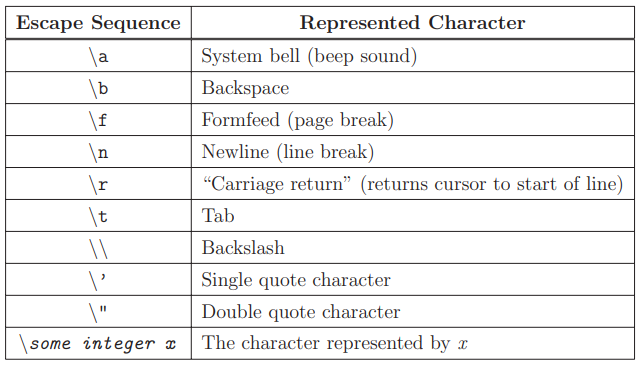 Escape Sequence Represented Character
\a System bell (beep sound)
\b Backspace
\f Formfeed (page break)
\n Newline (line break)
\r “Carriage return” (returns cursor to start of line)
\t Tab
\\ Backslash
\' Single quote character
\" Double quote character
\some integer x The character represented by x